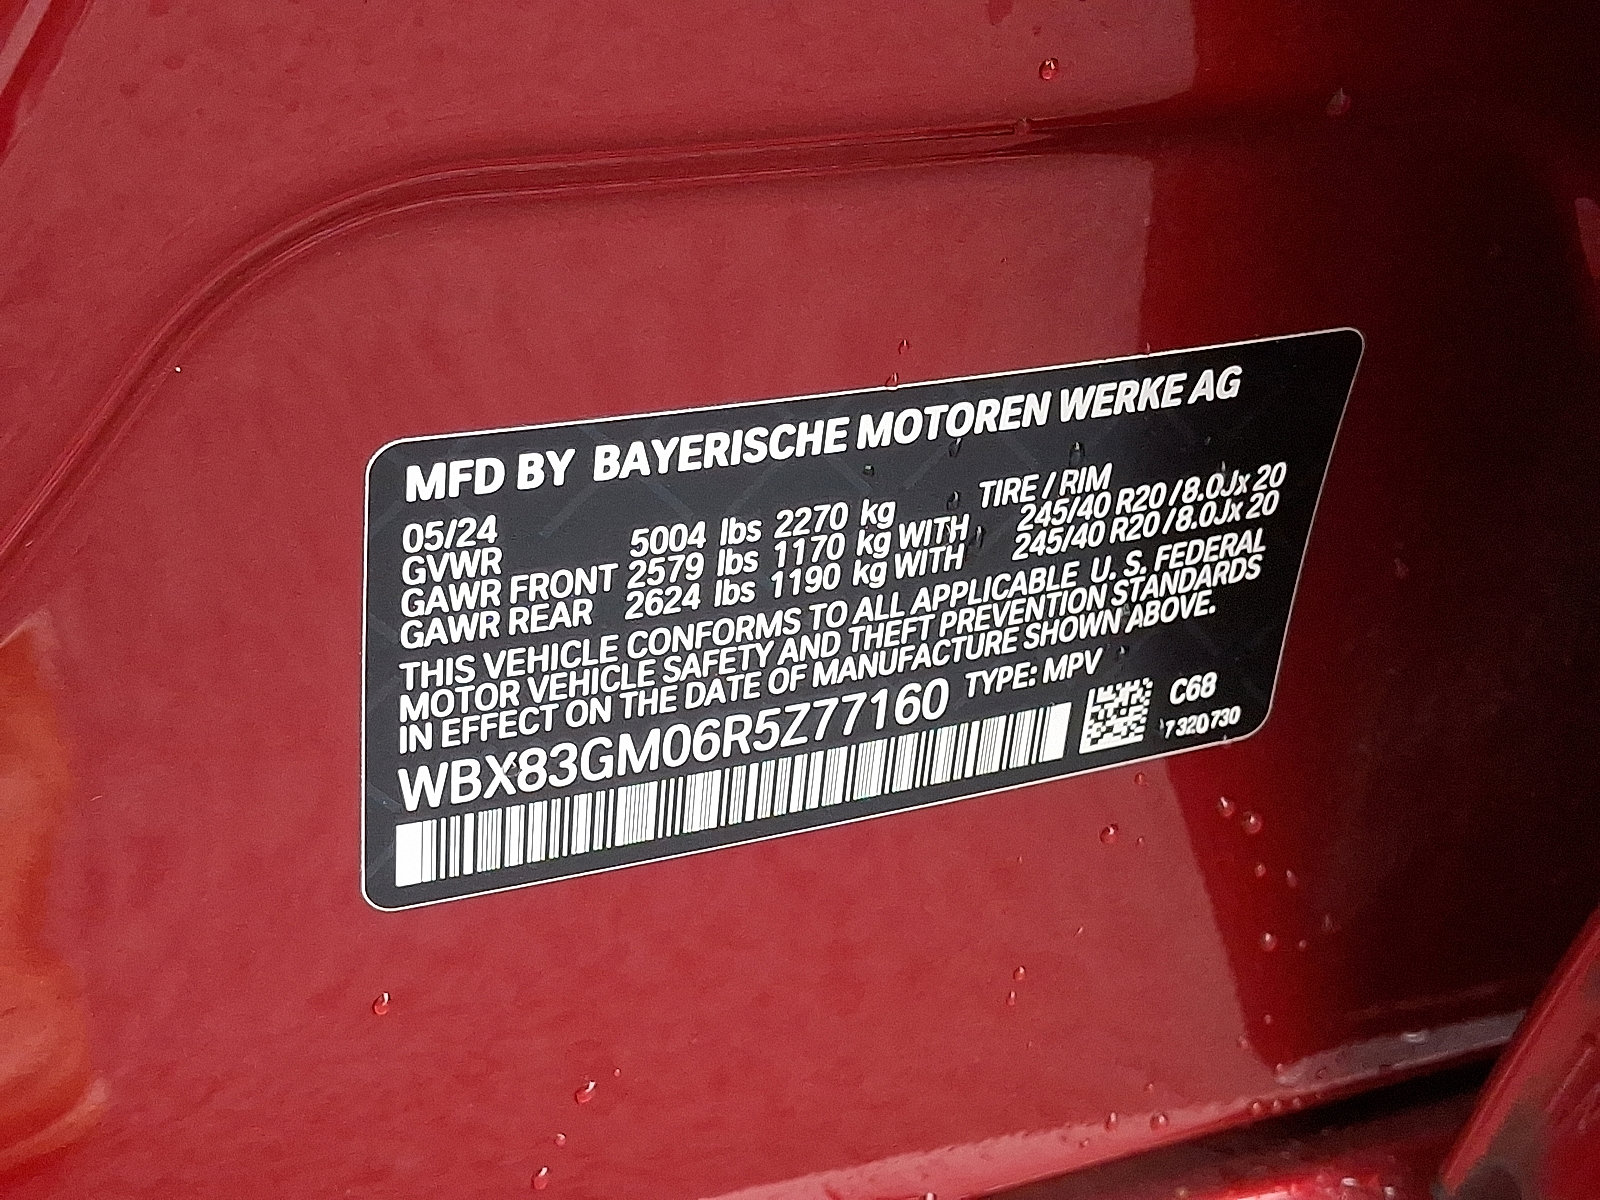 MFD BY BAYERISCHE MOTOREN WERKE AG
05/24 TIRE / RIM
GVWR 5004 lbs 2270 kg
GAWR FRONT 2579 lbs 1170 kg WITH 245/40 R20 / 8.0Jx 20
GAWR REAR 2624 lbs 1190 kg WITH 245/40 R20 / 8.0Jx 20
THIS VEHICLE CONFORMS TO ALL APPLICABLE U. S. FEDERAL
MOTOR VEHICLE SAFETY AND THEFT PREVENTION STANDARDS
IN EFFECT ON THE DATE OF MANUFACTURE SHOWN ABOVE.
WBX83GM06R5Z77160 TYPE: MPV
C68
7320730